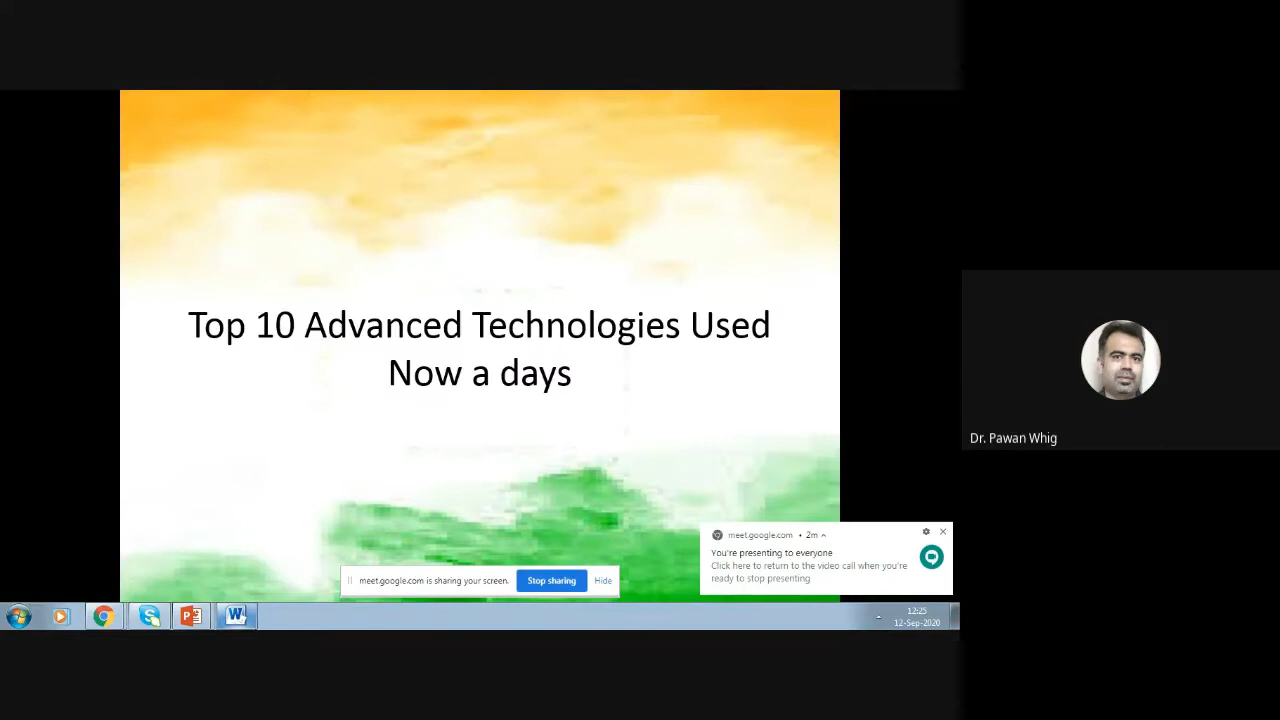 Top 10 Advanced Technologies Used
Now a days
Dr. Pawan Whig
meet.google.com • 2m
You're presenting to everyone
Click here to return to the video call when you're
ready to stop presenting
meet.google.com is sharing your screen.
Stop sharing
Hide
12:25
12-Sep-2020